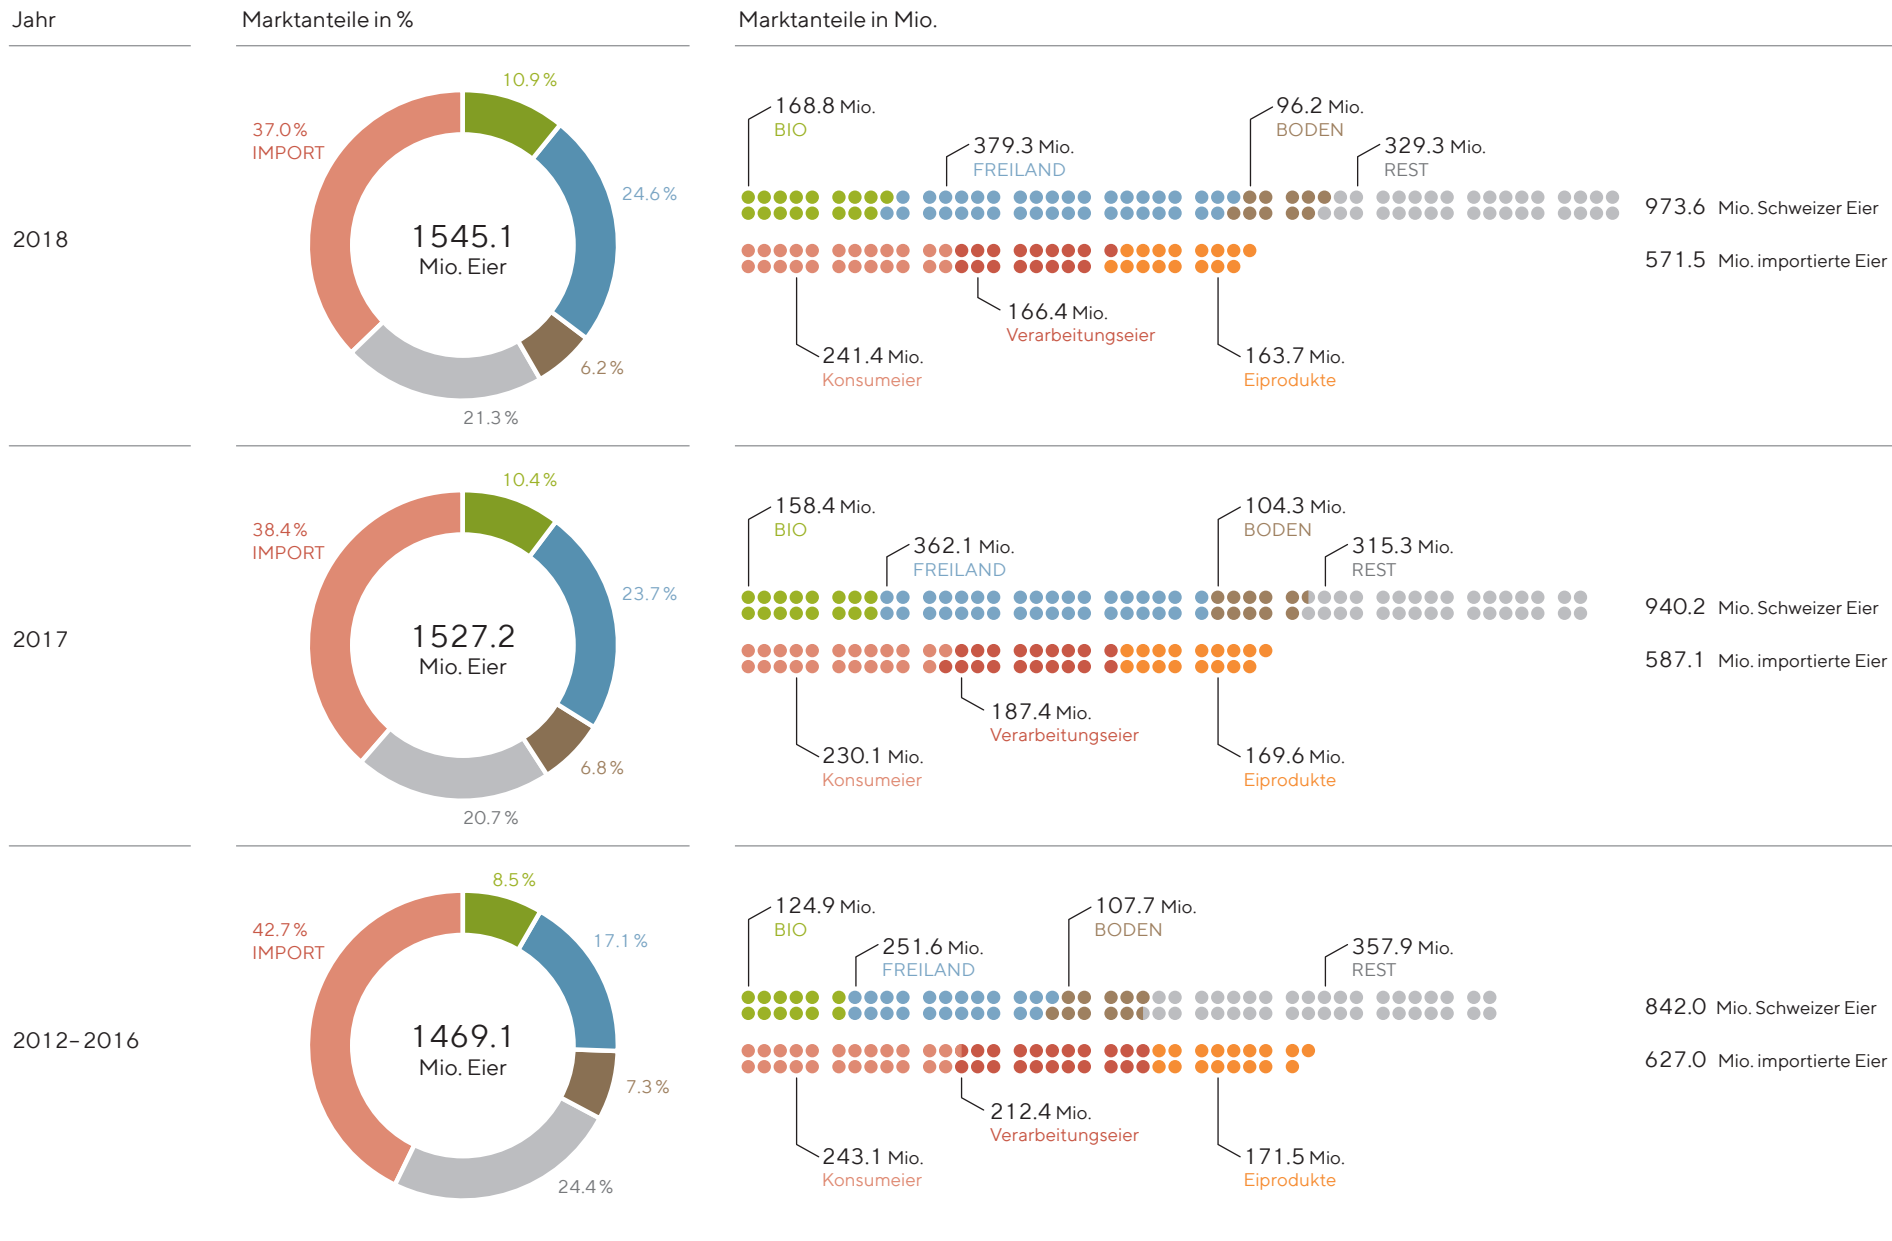 Jahr
Marktanteile in %
Marktanteile in Mio.
2018
10.9 %
37.0 %
IMPORT
24.6 %
1545.1
Mio. Eier
6.2 %
21.3 %
168.8 Mio.
BIO
379.3 Mio.
FREILAND
96.2 Mio.
BODEN
329.3 Mio.
REST
973.6 Mio. Schweizer Eier
571.5 Mio. importierte Eier
166.4 Mio.
Verarbeitungseier
241.4 Mio.
Konsumeier
163.7 Mio.
Eiprodukte
2017
10.4 %
38.4 %
IMPORT
23.7 %
1527.2
Mio. Eier
6.8 %
20.7 %
158.4 Mio.
BIO
362.1 Mio.
FREILAND
104.3 Mio.
BODEN
315.3 Mio.
REST
940.2 Mio. Schweizer Eier
587.1 Mio. importierte Eier
187.4 Mio.
Verarbeitungseier
230.1 Mio.
Konsumeier
169.6 Mio.
Eiprodukte
2012–2016
8.5 %
42.7 %
IMPORT
17.1 %
1469.1
Mio. Eier
7.3 %
24.4 %
124.9 Mio.
BIO
251.6 Mio.
FREILAND
107.7 Mio.
BODEN
357.9 Mio.
REST
842.0 Mio. Schweizer Eier
627.0 Mio. importierte Eier
212.4 Mio.
Verarbeitungseier
243.1 Mio.
Konsumeier
171.5 Mio.
Eiprodukte